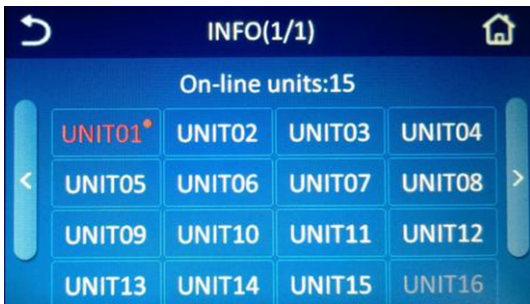 INFO(1/1)
On-line units:15
UNIT01 UNIT02 UNIT03 UNIT04
UNIT05 UNIT06 UNIT07 UNIT08
UNIT09 UNIT10 UNIT11 UNIT12
UNIT13 UNIT14 UNIT15 UNIT16